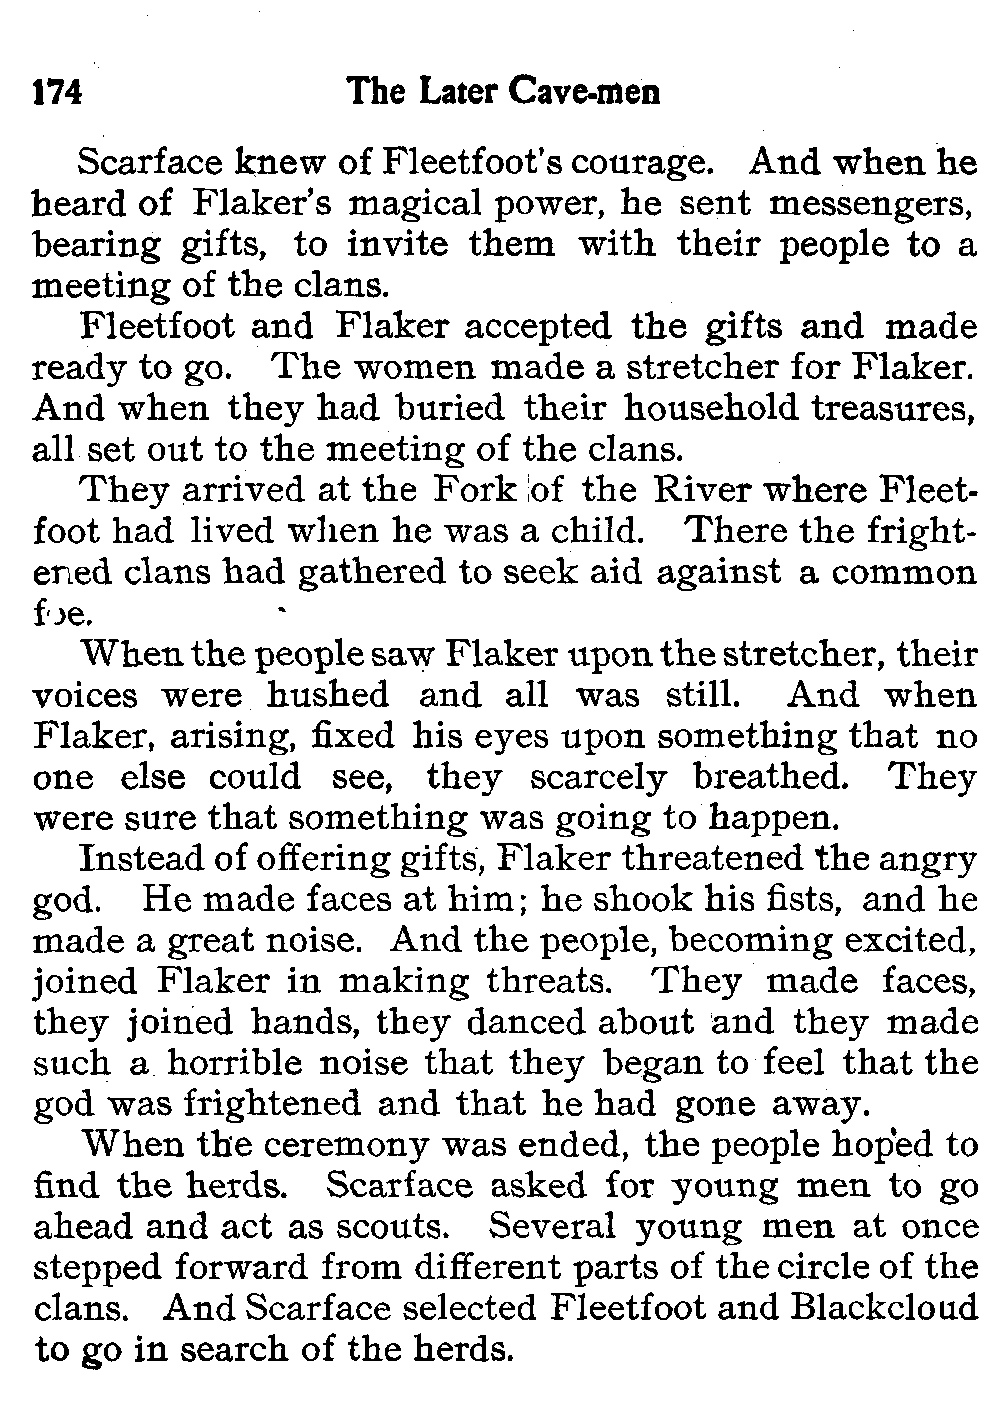 174 The Later Cave-men
Scarface knew of Fleetfoot's courage. And when he
heard of Flaker's magical power, he sent messengers,
bearing gifts, to invite them with their people to a
meeting of the clans.
Fleetfoot and Flaker accepted the gifts and made
ready to go. The women made a stretcher for Flaker.
And when they had buried their household treasures,
all set out to the meeting of the clans.
They arrived at the Fork of the River where Fleet-
foot had lived when he was a child. There the fright-
ened clans had gathered to seek aid against a common
foe.
When the people saw Flaker upon the stretcher, their
voices were hushed and all was still. And when
Flaker, arising, fixed his eyes upon something that no
one else could see, they scarcely breathed. They
were sure that something was going to happen.
Instead of offering gifts, Flaker threatened the angry
god. He made faces at him; he shook his fists, and he
made a great noise. And the people, becoming excited,
joined Flaker in making threats. They made faces,
they joined hands, they danced about and they made
such a horrible noise that they began to feel that the
god was frightened and that he had gone away.
When the ceremony was ended, the people hoped to
find the herds. Scarface asked for young men to go
ahead and act as scouts. Several young men at once
stepped forward from different parts of the circle of the
clans. And Scarface selected Fleetfoot and Blackcloud
to go in search of the herds.